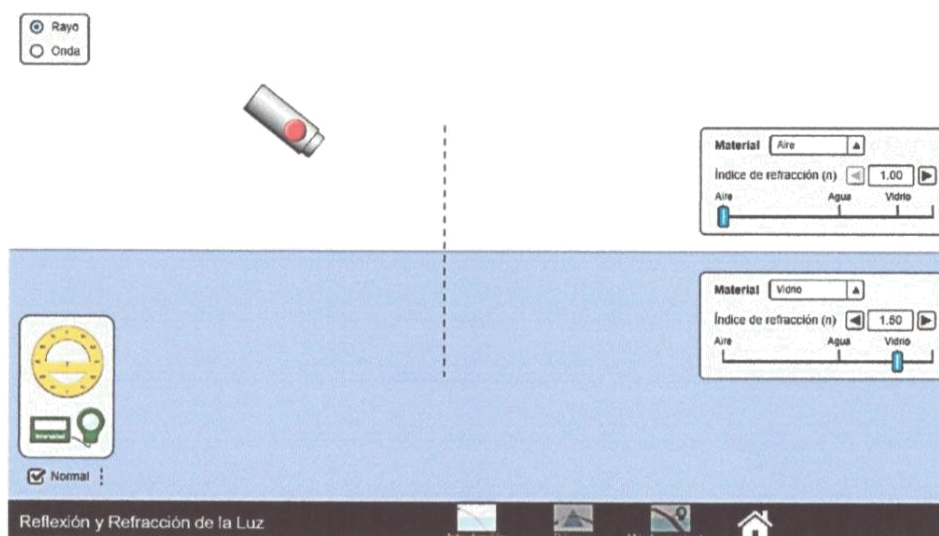 Rayo
Onda
Material Aire
Índice de refracción (n) 1.00
Aire Agua Vidrio
Material Vidrio
Índice de refracción (n) 1.50
Aire Agua Vidrio
Normal
Reflexión y Refracción de la Luz